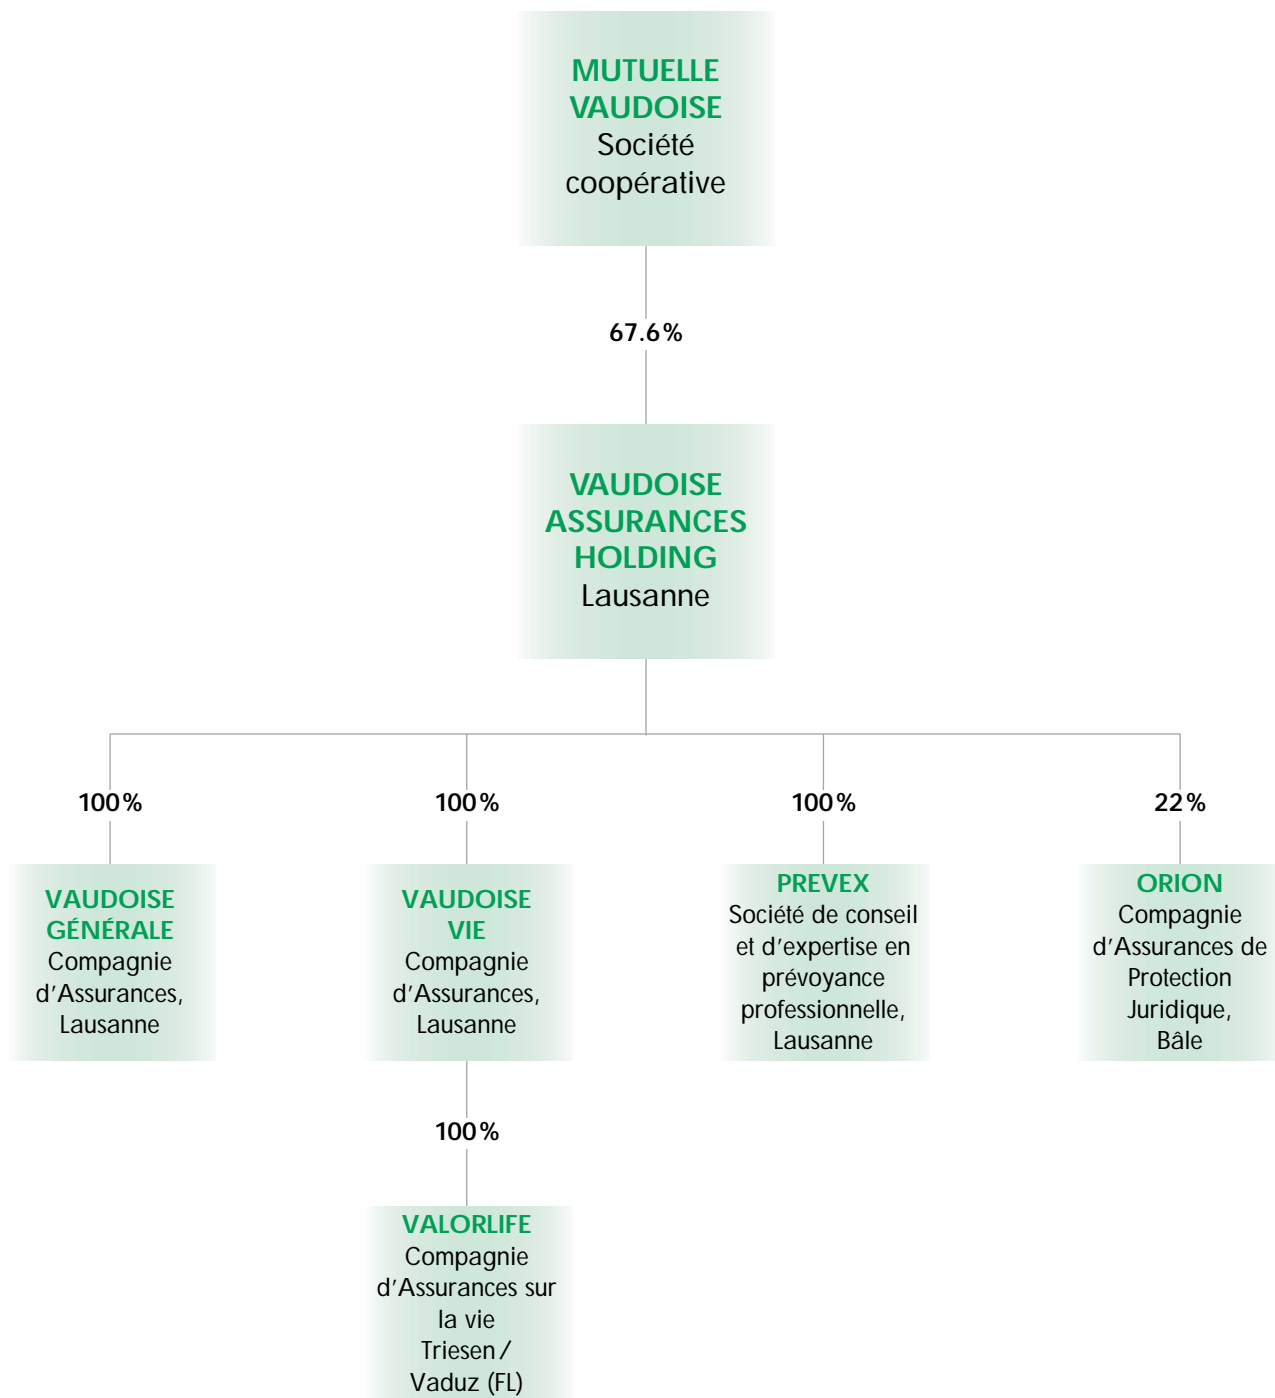 MUTUELLE
VAUDOISE
Société
coopérative
67.6%
VAUDOISE
ASSURANCES
HOLDING
Lausanne
100%
100%
100%
22%
VAUDOISE
GÉNÉRALE
Compagnie
d'Assurances,
Lausanne
VAUDOISE
VIE
Compagnie
d'Assurances,
Lausanne
PREVEX
Société de conseil
et d'expertise en
prévoyance
professionnelle,
Lausanne
ORION
Compagnie
d'Assurances de
Protection
Juridique,
Bâle
100%
VALORLIFE
Compagnie
d'Assurances sur
la vie
Triesen /
Vaduz (FL)